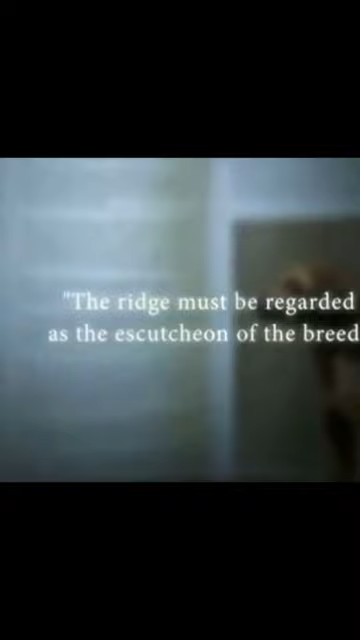 "The ridge must be regarded
as the escutcheon of the breed